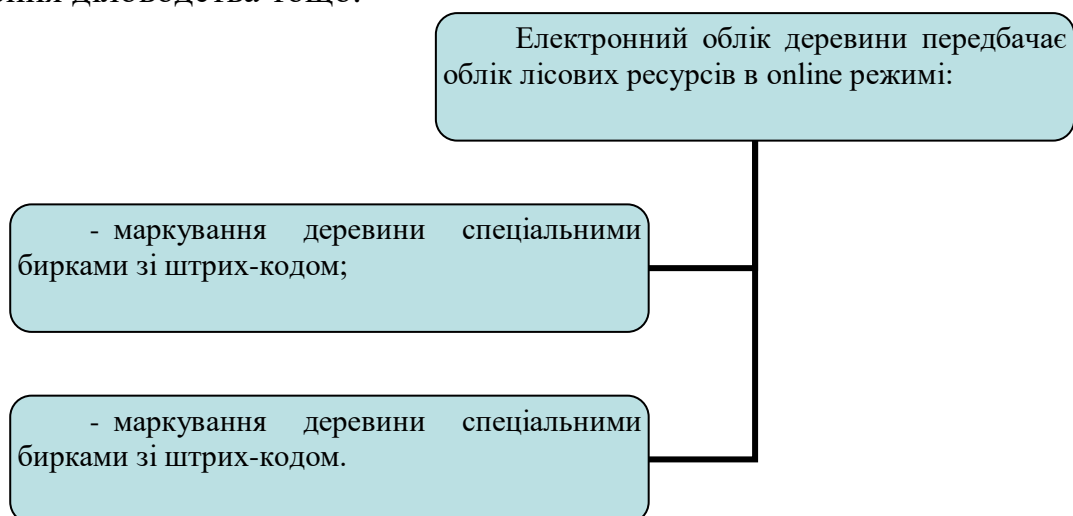 діловодства тощо.
Електронний облік деревини передбачає
облік лісових ресурсів в online режимі:
- маркування деревини спеціальними
бирками зі штрих-кодом;
- маркування деревини спеціальними
бирками зі штрих-кодом.